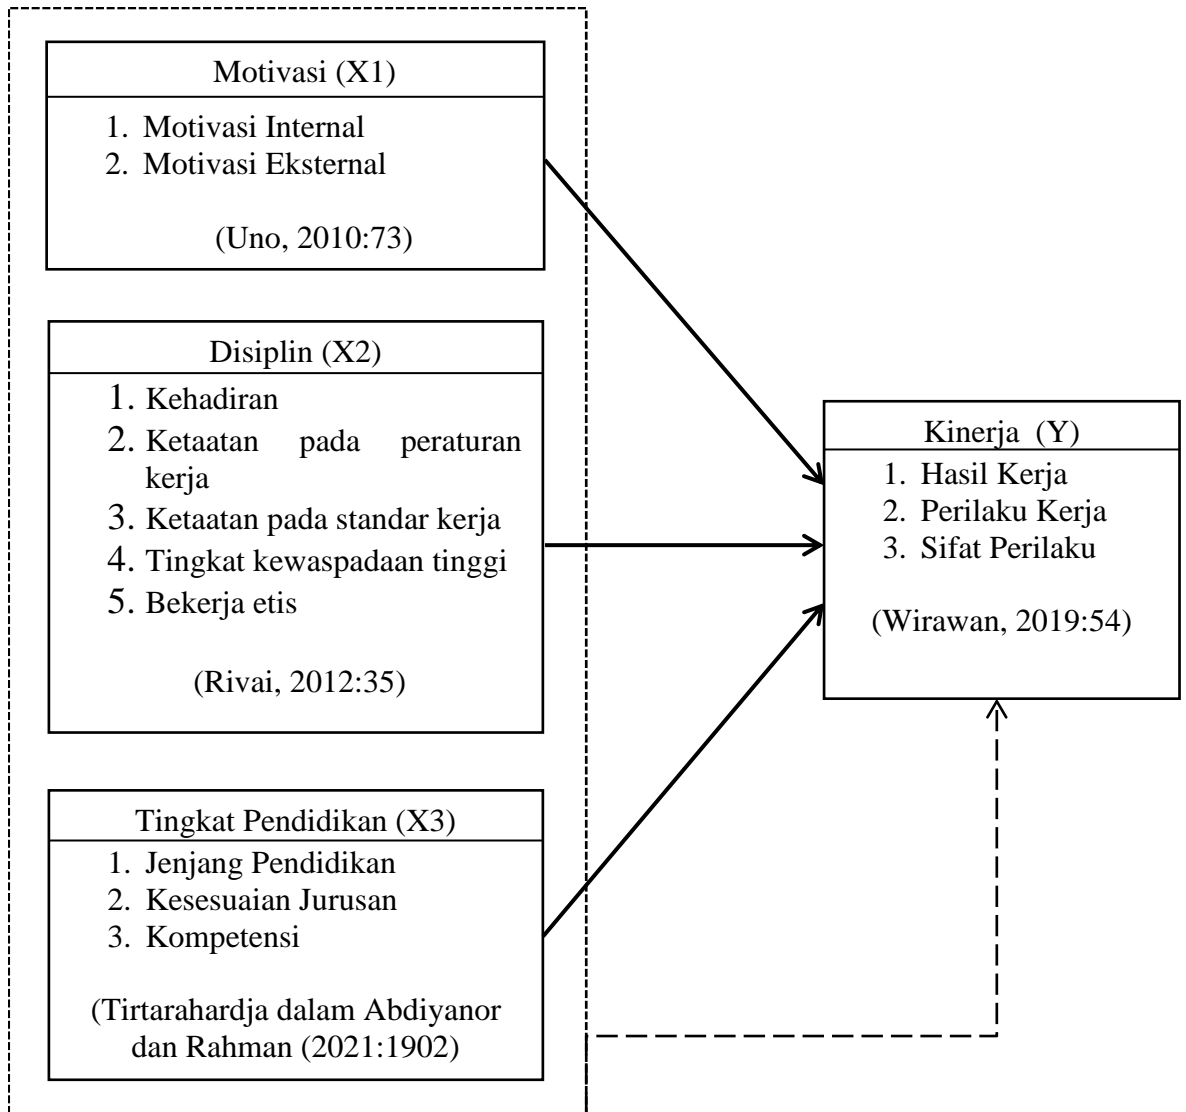 Motivasi (X1)
1. Motivasi Internal
2. Motivasi Eksternal
(Uno, 2010:73)
Disiplin (X2)
1. Kehadiran
2. Ketaatan pada peraturan
kerja
3. Ketaatan pada standar kerja
4. Tingkat kewaspadaan tinggi
5. Bekerja etis
(Rivai, 2012:35)
Tingkat Pendidikan (X3)
1. Jenjang Pendidikan
2. Kesesuaian Jurusan
3. Kompetensi
(Tirtarahardja dalam Abdiyanor
dan Rahman (2021:1902)
Kinerja (Y)
1. Hasil Kerja
2. Perilaku Kerja
3. Sifat Perilaku
(Wirawan, 2019:54)